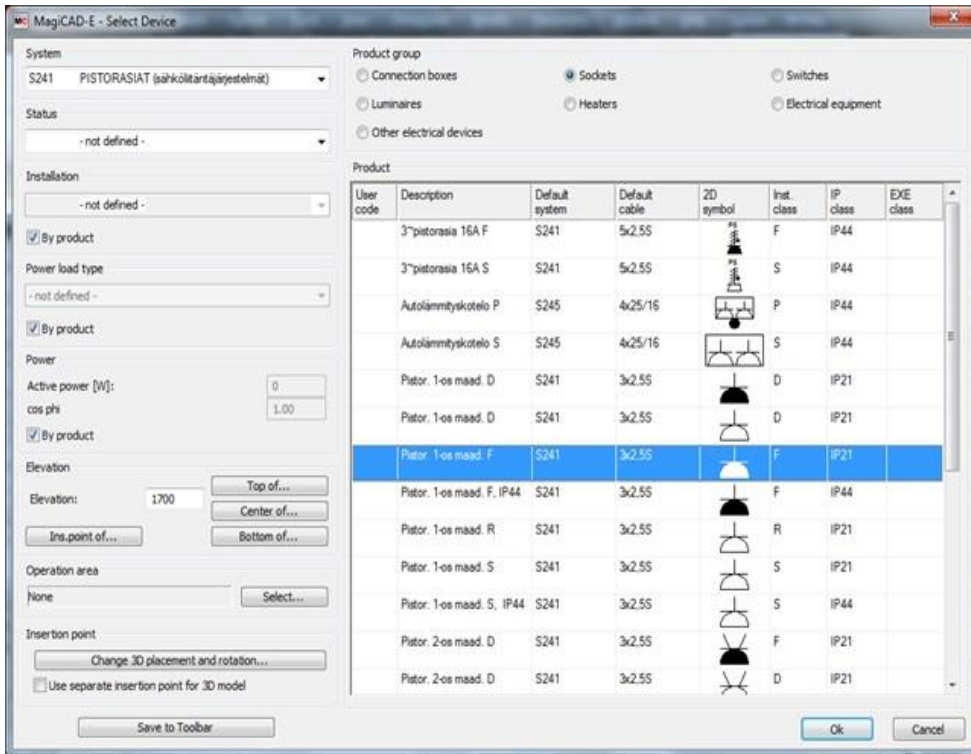 MagiCAD-E - Select Device
System
S241 PISTORASIAT (sähköliitäntäjärjestelmät)
Status
- not defined -
Installation
- not defined -
By product
Power load type
- not defined -
By product
Power
Active power [W]: 0
cos phi 1.00
By product
Elevation
Elevation: 1700
Top of...
Center of...
Ins.point of...
Bottom of...
Operation area
None
Select...
Insertion point
Change 3D placement and rotation...
Use separate insertion point for 3D model
Save to Toolbar
Product group
Connection boxes Sockets Switches
Luminaires Heaters Electrical equipment
Other electrical devices
Product
User code Description Default system Default cable 2D symbol Inst. class IP class EXE class
3~pistorasia 16A F S241 5x2,5S F IP44
3~pistorasia 16A S S241 5x2,5S S IP44
Autolämmityskotelo P S245 4x25/16 P IP44
Autolämmityskotelo S S245 4x25/16 S IP44
Pistor. 1-os maad. D S241 3x2,5S D IP21
Pistor. 1-os maad. D S241 3x2,5S D IP21
Pistor. 1-os maad. F S241 3x2,5S F IP21
Pistor. 1-os maad. F, IP44 S241 3x2,5S F IP44
Pistor. 1-os maad. R S241 3x2,5S R IP21
Pistor. 1-os maad. S S241 3x2,5S S IP21
Pistor. 1-os maad. S, IP44 S241 3x2,5S S IP44
Pistor. 2-os maad. D S241 3x2,5S F IP21
Pistor. 2-os maad. D S241 3x2,5S D IP21
Ok Cancel